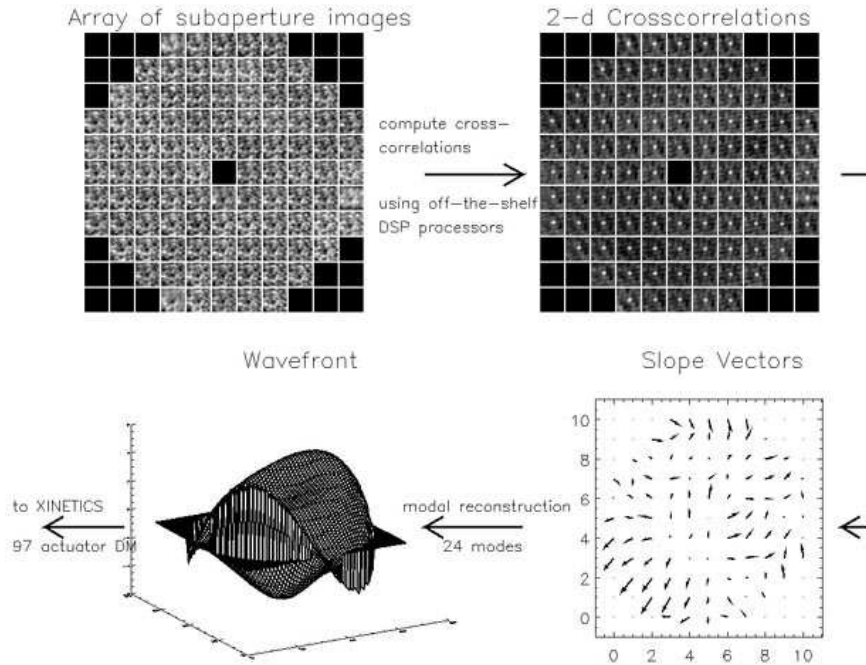 Array of subaperture images
2-d Crosscorrelations
compute cross-
correlations
using off-the-shelf
DSP processors
Wavefront
Slope Vectors
to XINETICS
97 actuator DM
modal reconstruction
24 modes
10
8
6
4
2
0
0 2 4 6 8 10